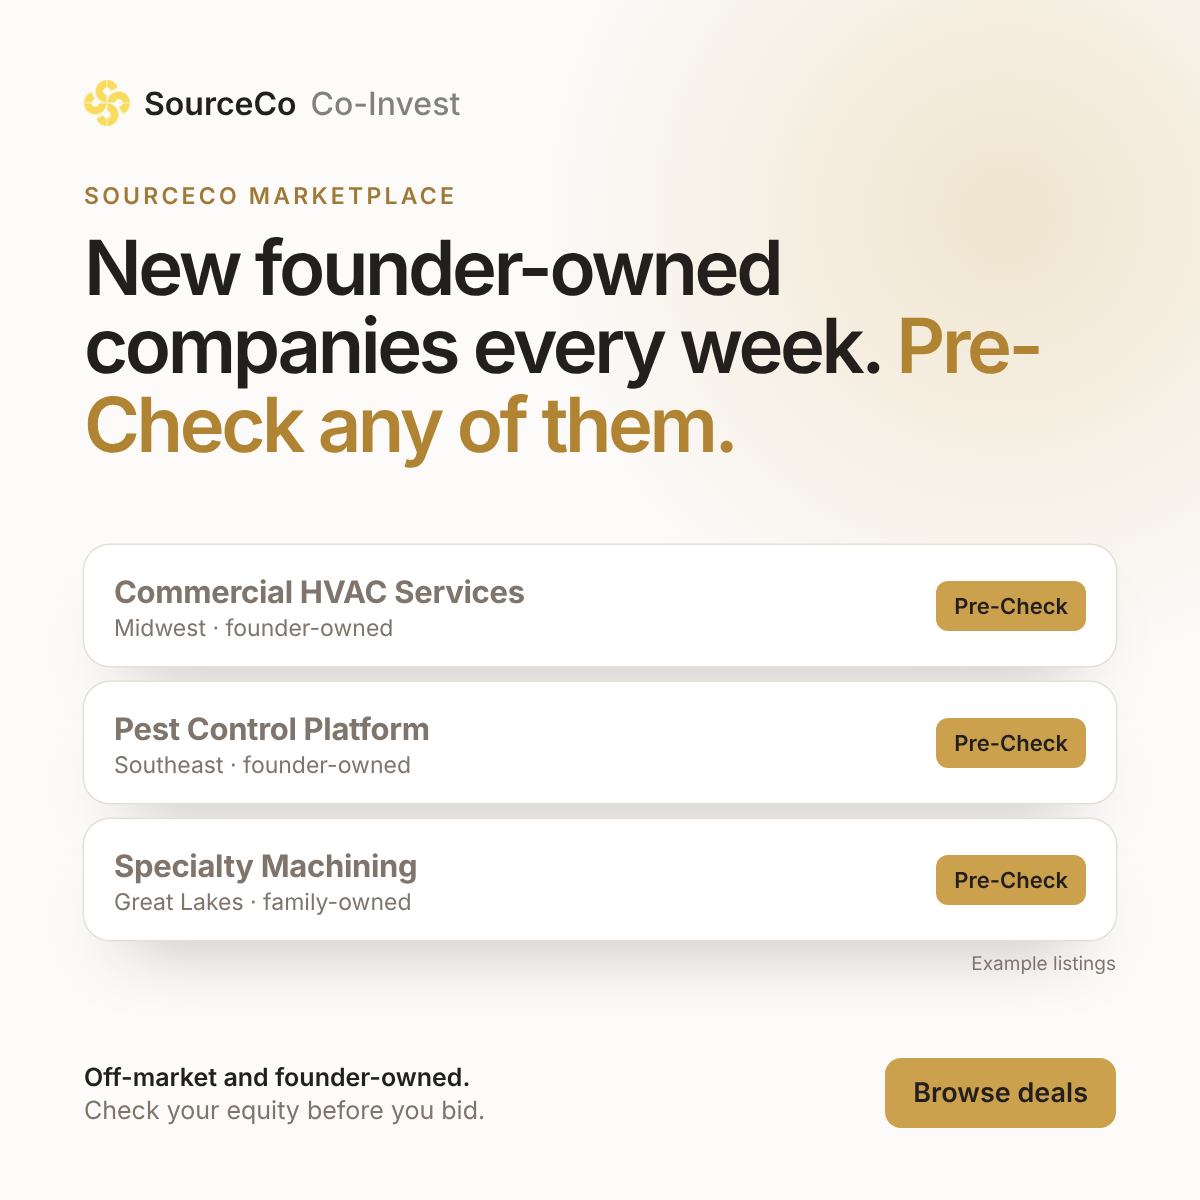 SourceCo Co-Invest
SOURCECO MARKETPLACE
New founder-owned
companies every week. Pre-
Check any of them.
Commercial HVAC Services
Midwest · founder-owned
Pre-Check
Pest Control Platform
Southeast · founder-owned
Pre-Check
Specialty Machining
Great Lakes · family-owned
Pre-Check
Example listings
Off-market and founder-owned.
Check your equity before you bid.
Browse deals